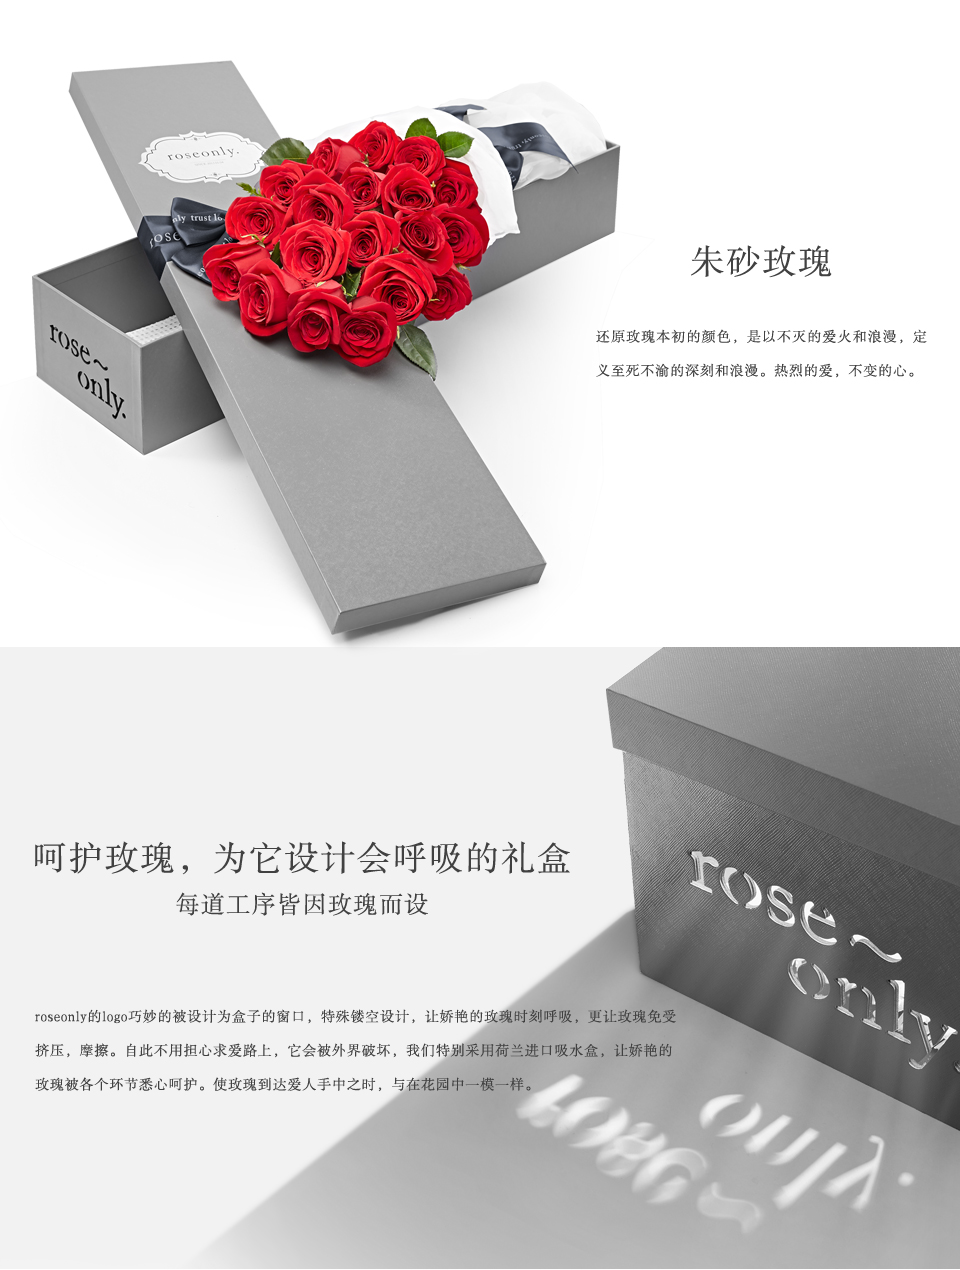 roseonly.
only trust lo
rose~
only.
朱砂玫瑰
还原玫瑰本初的颜色，是以不灭的爱火和浪漫，定
义至死不渝的深刻和浪漫。热烈的爱，不变的心。
呵护玫瑰，为它设计会呼吸的礼盒
每道工序皆因玫瑰而设
rose~
only.
roseonly的logo巧妙的被设计为盒子的窗口，特殊镂空设计，让娇艳的玫瑰时刻呼吸，更让玫瑰免受
挤压，摩擦。自此不用担心求爱路上，它会被外界破坏，我们特别采用荷兰进口吸水盒，让娇艳的
玫瑰被各个环节悉心呵护。使玫瑰到达爱人手中之时，与在花园中一模一样。